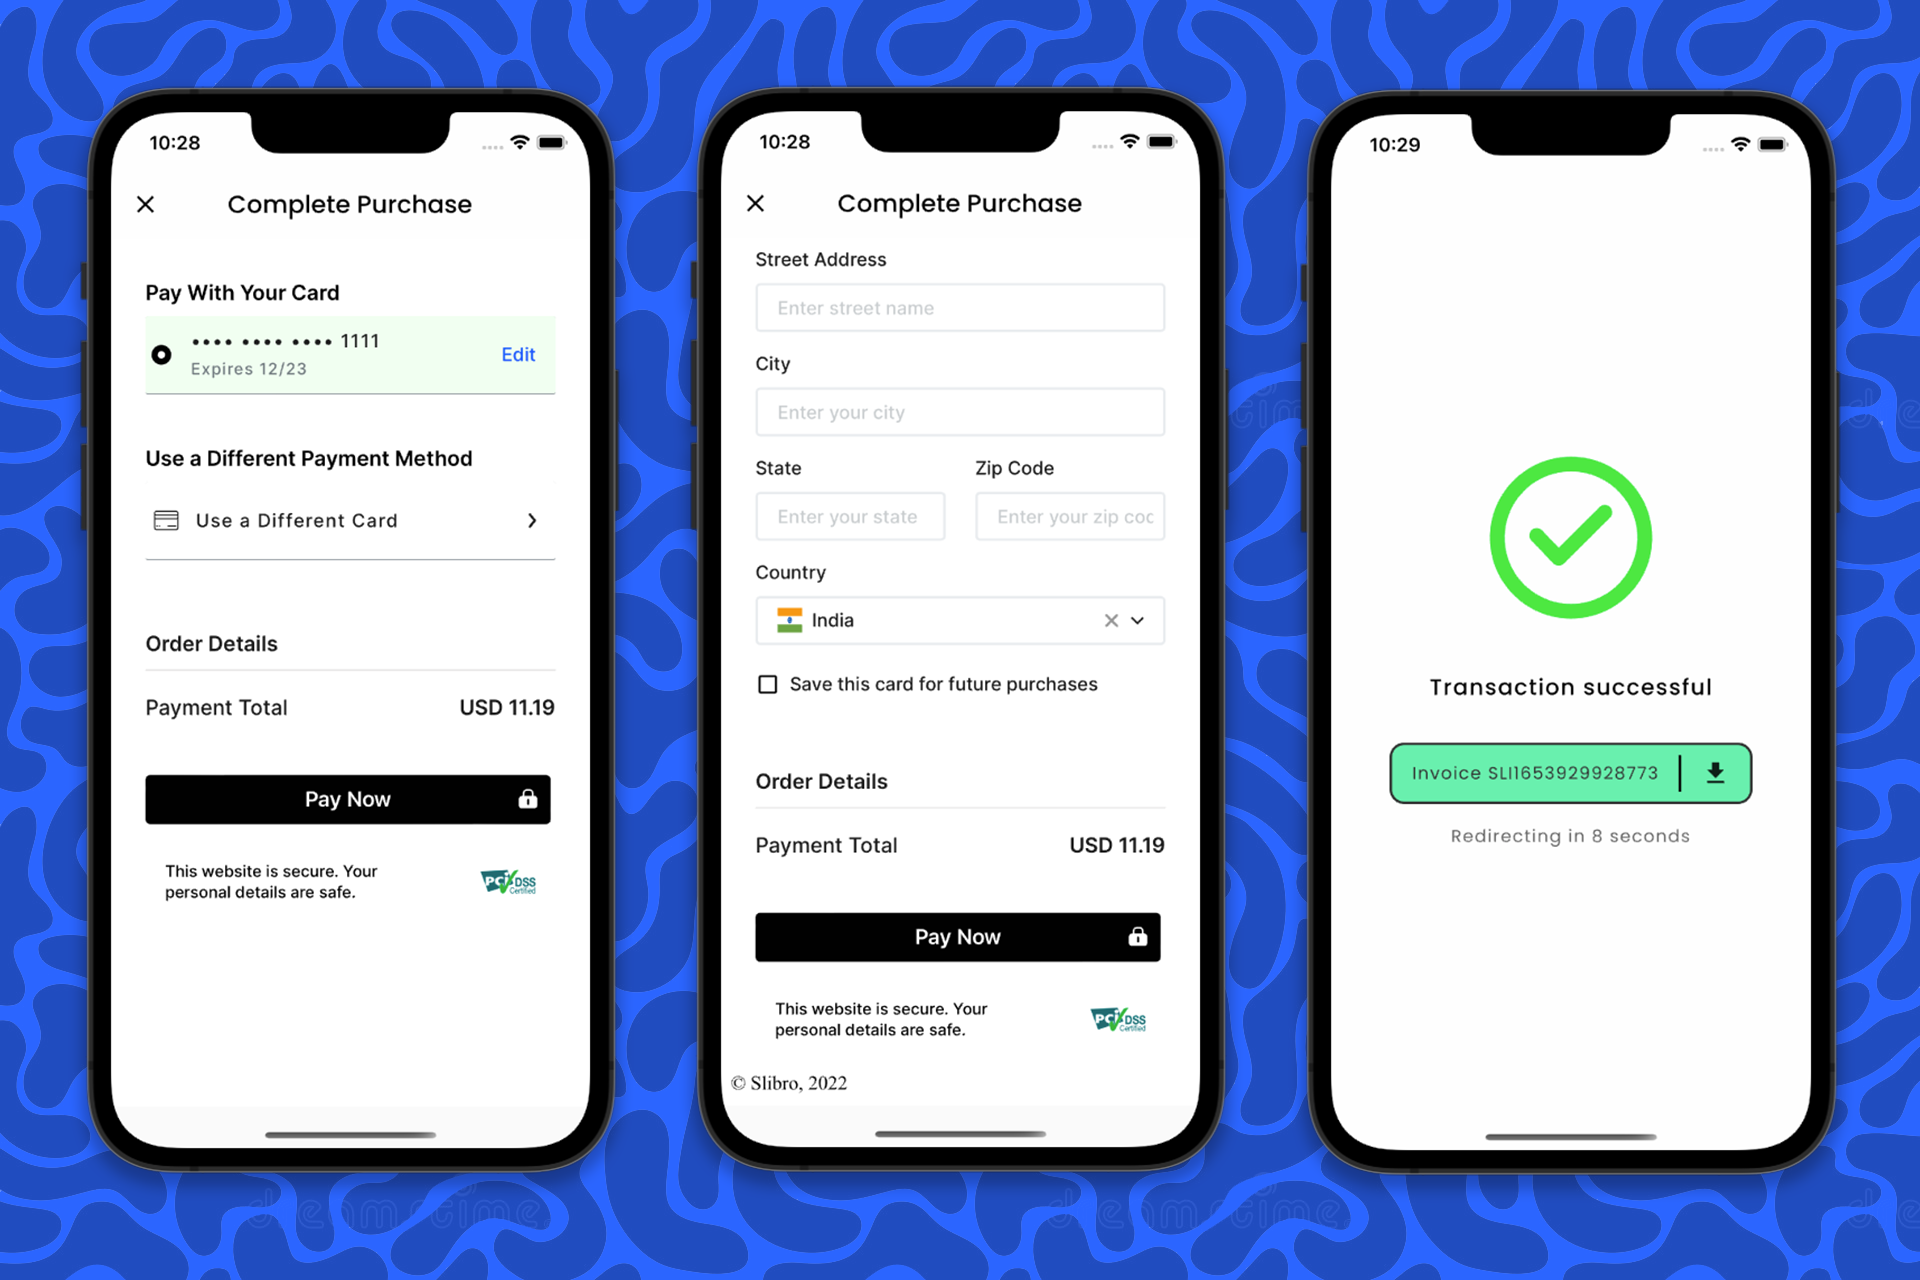 10:28
Complete Purchase
Pay With Your Card
•••• •••• •••• 1111
Expires 12/23
Edit
Use a Different Payment Method
Use a Different Card
Order Details
Payment Total
USD 11.19
Pay Now
This website is secure. Your
personal details are safe.
PCI DSS
Certified
10:28
Complete Purchase
Street Address
Enter street name
City
Enter your city
State
Zip Code
Enter your state
Enter your zip coc
Country
India
Save this card for future purchases
Order Details
Payment Total
USD 11.19
Pay Now
This website is secure. Your
personal details are safe.
PCI DSS
Certified
© Slibro, 2022
10:29
Transaction successful
Invoice SLI1653929928773
Redirecting in 8 seconds
dreamstime
dreamstime